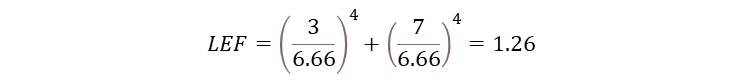 LEF = (3/6.66)^4 + (7/6.66)^4 = 1.26